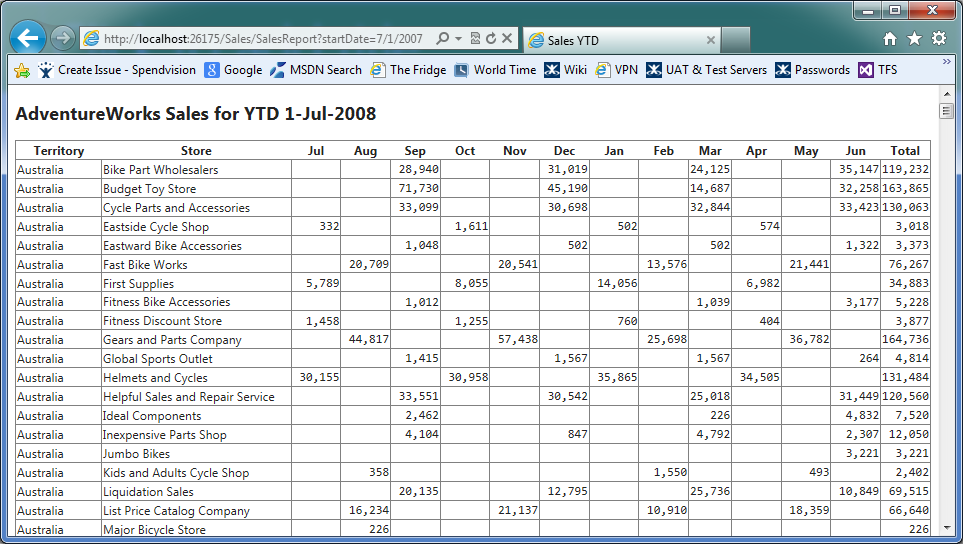 http://localhost:26175/Sales/SalesReport?startDate=7/1/2007 Sales YTD
Create Issue - Spendvision Google MSDN Search The Fridge World Time Wiki VPN UAT & Test Servers Passwords TFS
AdventureWorks Sales for YTD 1-Jul-2008
Territory Store Jul Aug Sep Oct Nov Dec Jan Feb Mar Apr May Jun Total
Australia Bike Part Wholesalers 28,940 31,019 24,125 35,147 119,232
Australia Budget Toy Store 71,730 45,190 14,687 32,258 163,865
Australia Cycle Parts and Accessories 33,099 30,698 32,844 33,423 130,063
Australia Eastside Cycle Shop 332 1,611 502 574 3,018
Australia Eastward Bike Accessories 1,048 502 502 1,322 3,373
Australia Fast Bike Works 20,709 20,541 13,576 21,441 76,267
Australia First Supplies 5,789 8,055 14,056 6,982 34,883
Australia Fitness Bike Accessories 1,012 1,039 3,177 5,228
Australia Fitness Discount Store 1,458 1,255 760 404 3,877
Australia Gears and Parts Company 44,817 57,438 25,698 36,782 164,736
Australia Global Sports Outlet 1,415 1,567 1,567 264 4,814
Australia Helmets and Cycles 30,155 30,958 35,865 34,505 131,484
Australia Helpful Sales and Repair Service 33,551 30,542 25,018 31,449 120,560
Australia Ideal Components 2,462 226 4,832 7,520
Australia Inexpensive Parts Shop 4,104 847 4,792 2,307 12,050
Australia Jumbo Bikes 3,221 3,221
Australia Kids and Adults Cycle Shop 358 1,550 493 2,402
Australia Liquidation Sales 20,135 12,795 25,736 10,849 69,515
Australia List Price Catalog Company 16,234 21,137 10,910 18,359 66,640
Australia Major Bicycle Store 226 226